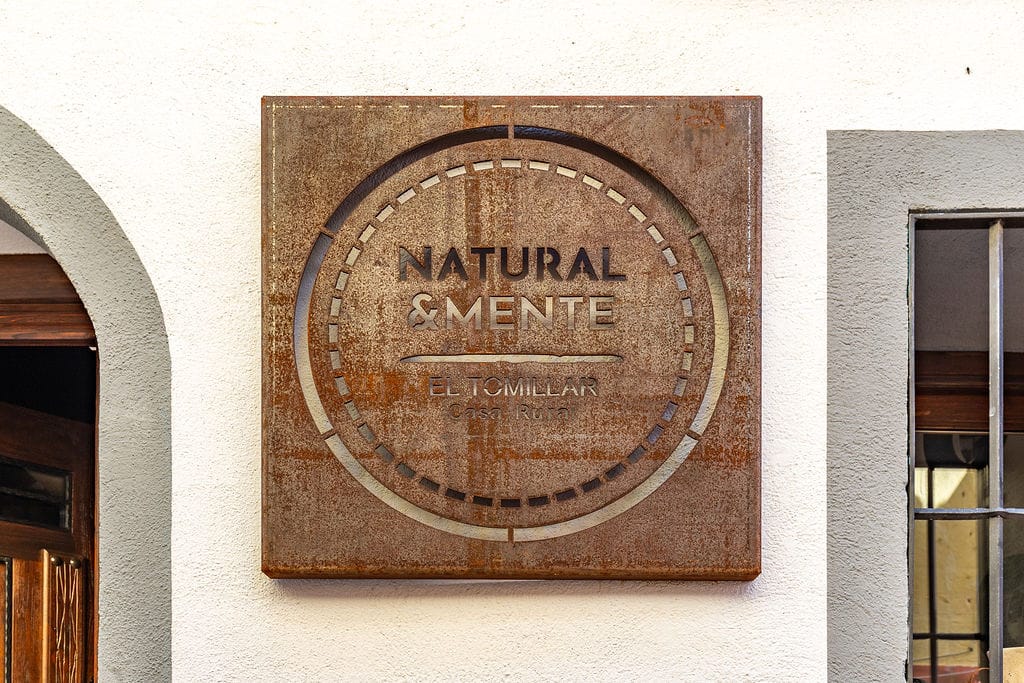 NATURAL
&MENTE
EL TOMILLAR
Casa Rural